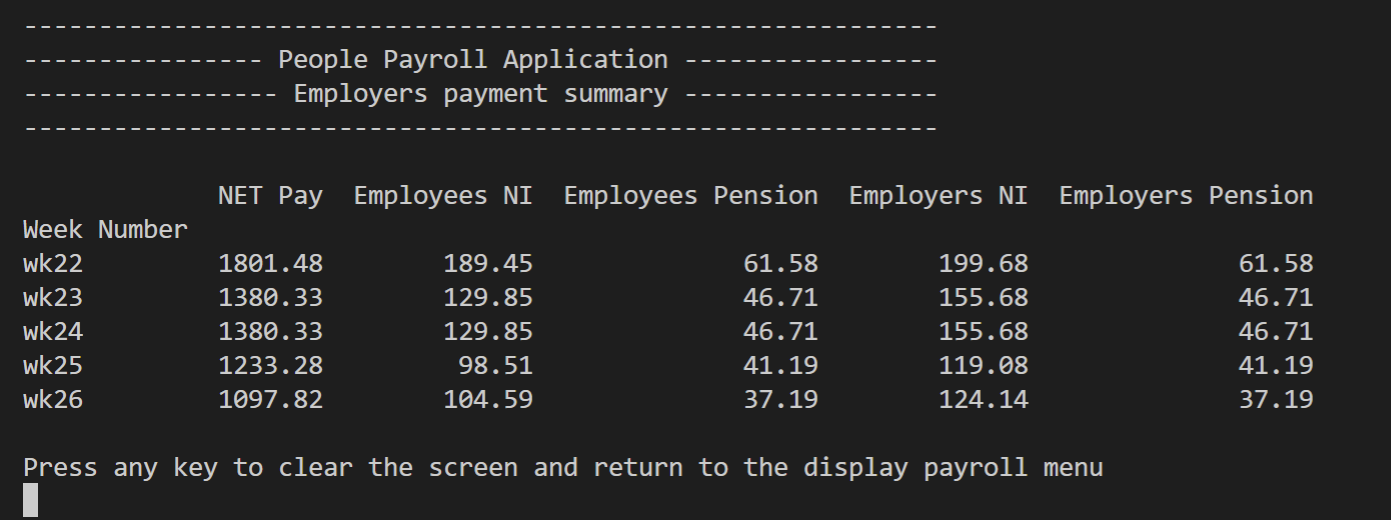 -------------------------------------------------------------
---------------- People Payroll Application -----------------
----------------- Employers payment summary -----------------
-------------------------------------------------------------
NET Pay  Employees NI  Employees Pension  Employers NI  Employers Pension
Week Number
wk22 1801.48 189.45 61.58 199.68 61.58
wk23 1380.33 129.85 46.71 155.68 46.71
wk24 1380.33 129.85 46.71 155.68 46.71
wk25 1233.28 98.51 41.19 119.08 41.19
wk26 1097.82 104.59 37.19 124.14 37.19
Press any key to clear the screen and return to the display payroll menu